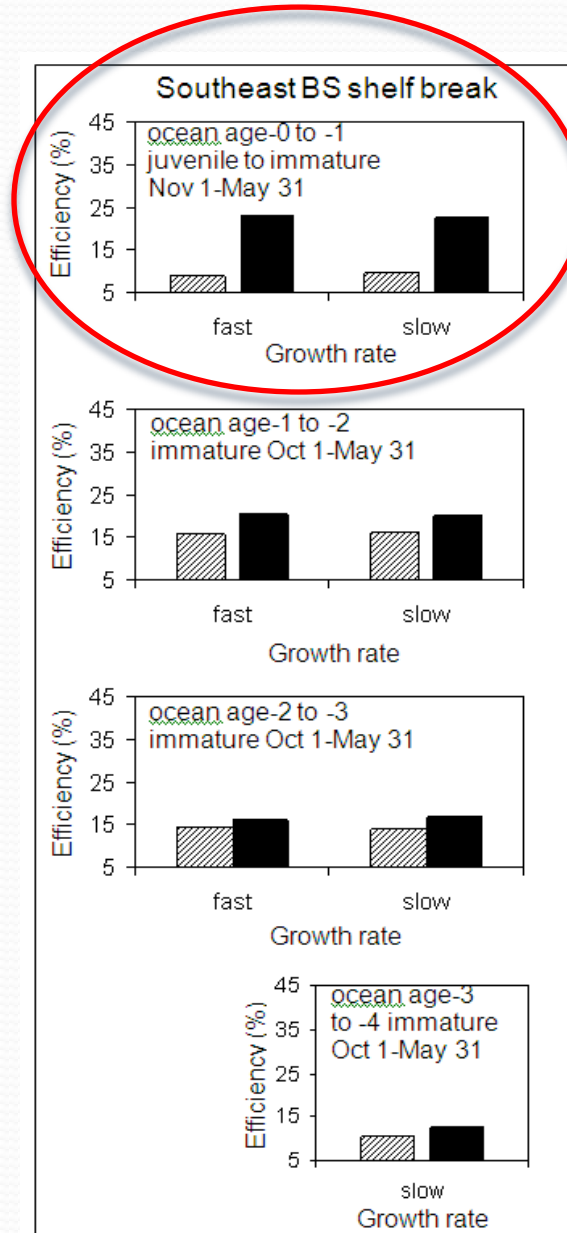 Southeast BS shelf break
45
35
25
15
5
Efficiency (%)
ocean age-0 to -1
juvenile to immature
Nov 1-May 31
fast slow
Growth rate
45
35
25
15
5
Efficiency (%)
ocean age-1 to -2
immature Oct 1-May 31
fast slow
Growth rate
45
35
25
15
5
Efficiency (%)
ocean age-2 to -3
immature Oct 1-May 31
fast slow
Growth rate
45
35
25
15
5
Efficiency (%)
ocean age-3
to -4 immature
Oct 1-May 31
slow
Growth rate